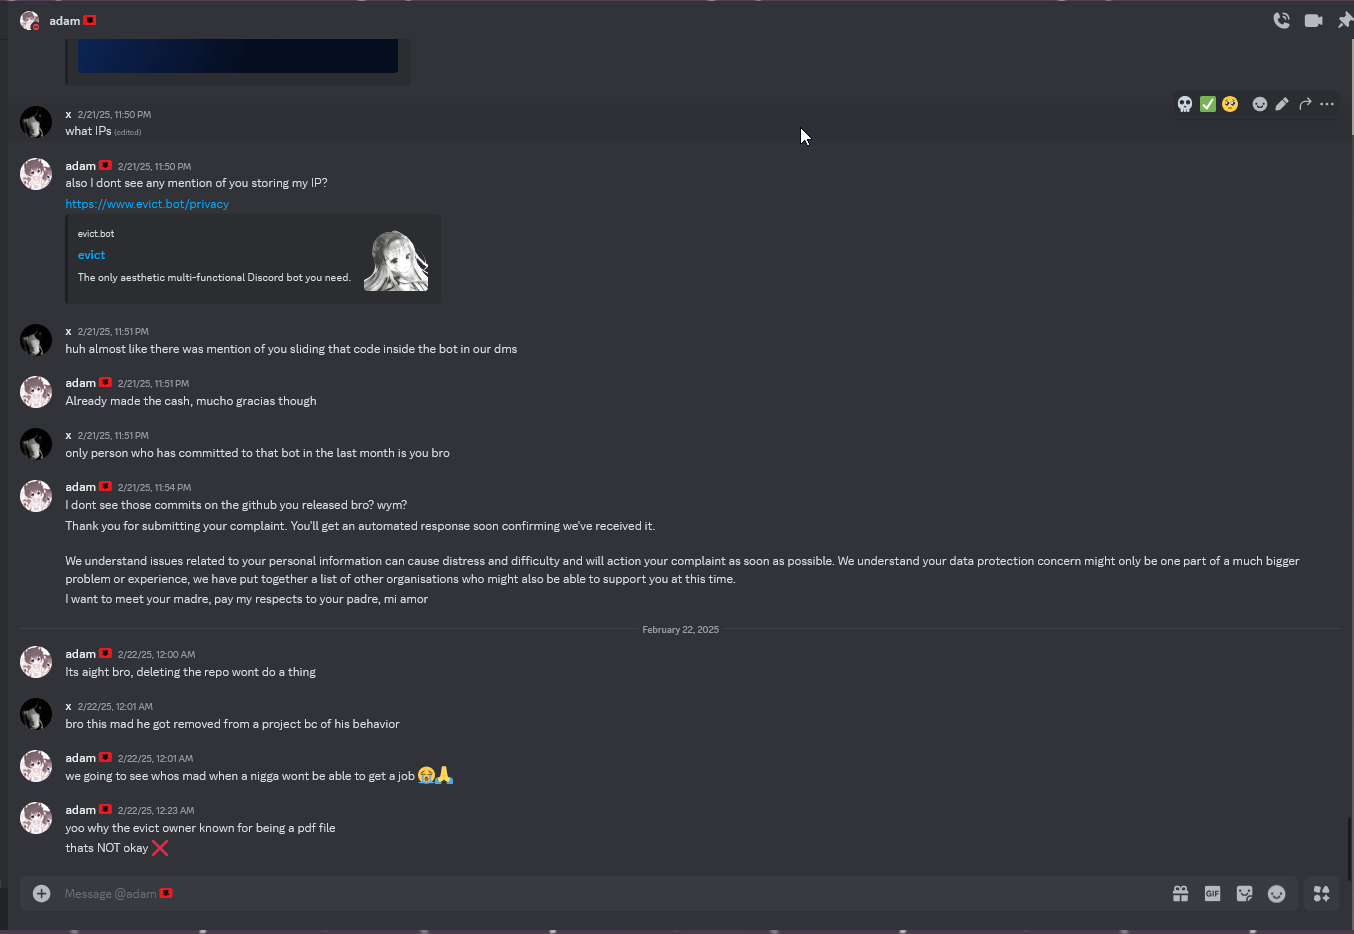 adam
x 2/21/25, 11:50 PM
what IPs (edited)
adam 2/21/25, 11:50 PM
also I dont see any mention of you storing my IP?
https://www.evict.bot/privacy
evict.bot
evict
The only aesthetic multi-functional Discord bot you need.
x 2/21/25, 11:51 PM
huh almost like there was mention of you sliding that code inside the bot in our dms
adam 2/21/25, 11:51 PM
Already made the cash, mucho gracias though
x 2/21/25, 11:51 PM
only person who has committed to that bot in the last month is you bro
adam 2/21/25, 11:54 PM
I dont see those commits on the github you released bro? wym?
Thank you for submitting your complaint. You'll get an automated response soon confirming we've received it.
We understand issues related to your personal information can cause distress and difficulty and will action your complaint as soon as possible. We understand your data protection concern might only be one part of a much bigger
problem or experience, we have put together a list of other organisations who might also be able to support you at this time.
I want to meet your madre, pay my respects to your padre, mi amor
February 22, 2025
adam 2/22/25, 12:00 AM
Its aight bro, deleting the repo wont do a thing
x 2/22/25, 12:01 AM
bro this mad he got removed from a project bc of his behavior
adam 2/22/25, 12:01 AM
we going to see whos mad when a nigga wont be able to get a job 😭🙏
adam 2/22/25, 12:23 AM
yoo why the evict owner known for being a pdf file
thats NOT okay ❌
Message @adam
GIF